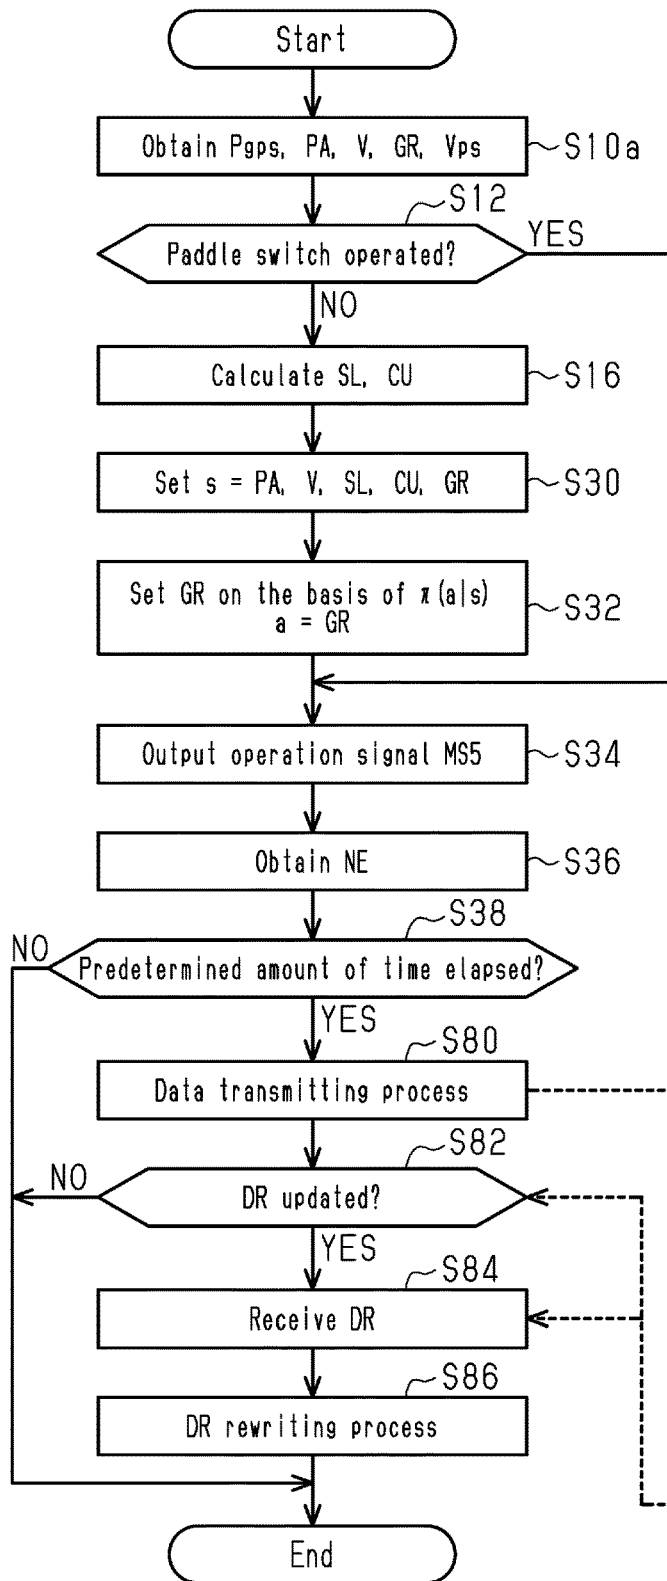 Start
Obtain Pgps, PA, V, GR, Vps
S10a
S12
Paddle switch operated?
YES
NO
Calculate SL, CU
S16
Set s = PA, V, SL, CU, GR
S30
Set GR on the basis of π(a|s)
a = GR
S32
Output operation signal MS5
S34
Obtain NE
S36
S38
NO
Predetermined amount of time elapsed?
YES
S80
Data transmitting process
S82
NO
DR updated?
YES
S84
Receive DR
S86
DR rewriting process
End